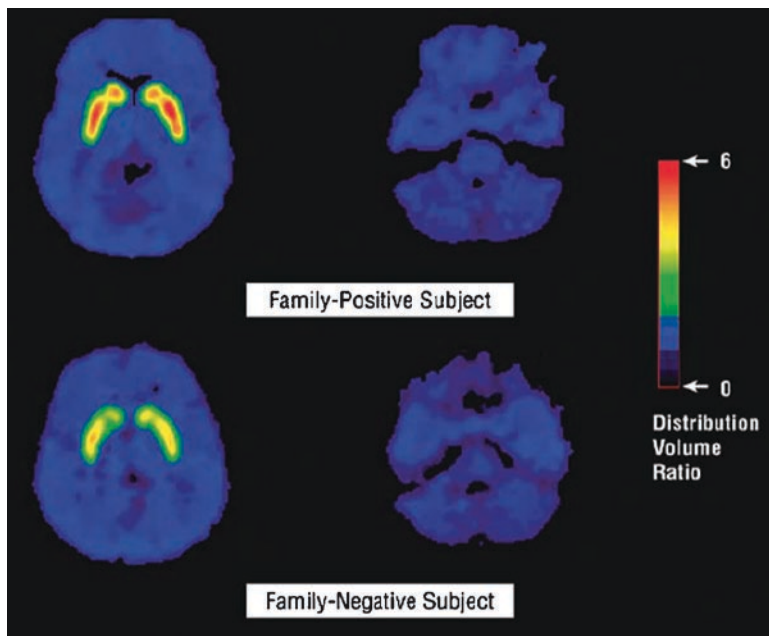 6
Family-Positive Subject
0
Distribution
Volume
Ratio
Family-Negative Subject